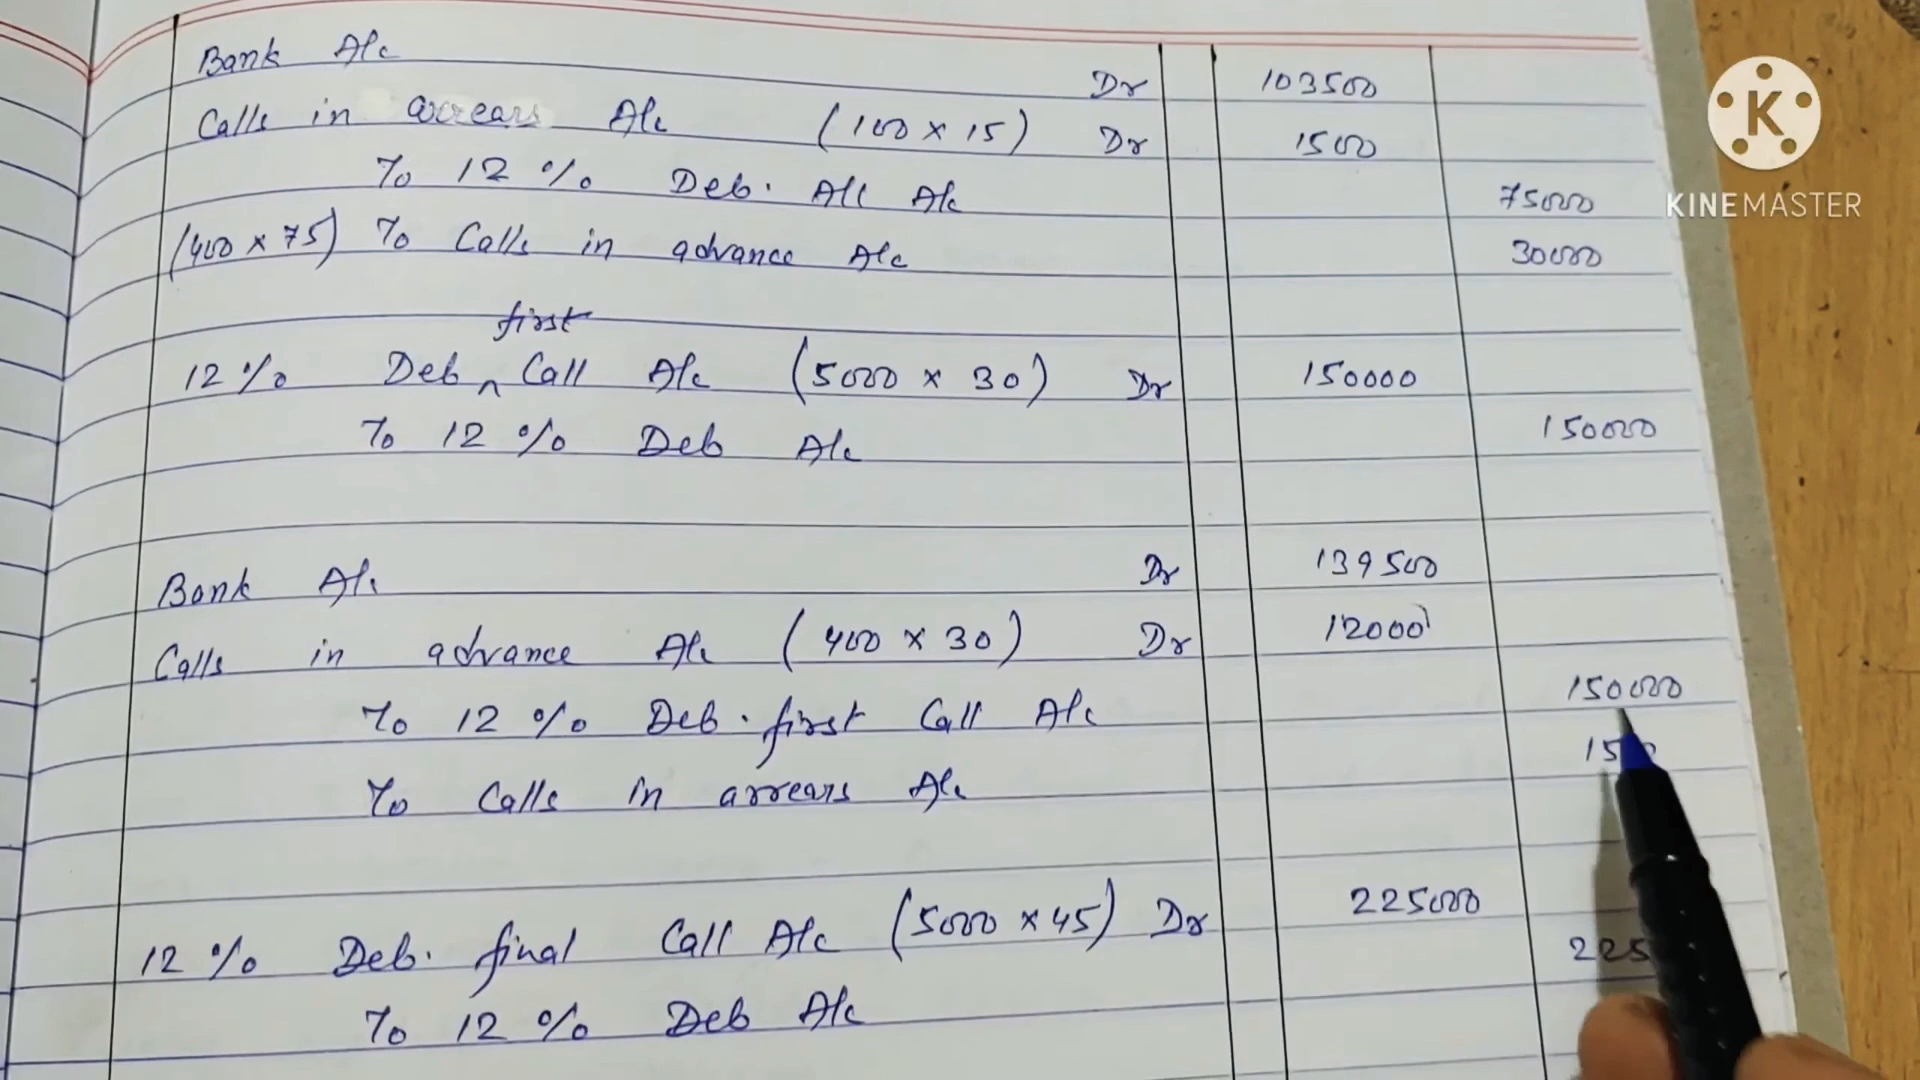 Bank A/c Dr 103500
Calls in arrears A/c (100 × 15) Dr 1500
To 12 % Deb. All A/c 75000
(400 × 75) To Calls in advance A/c 30000
first
12 % Deb ^ Call A/c (5000 × 30) Dr 150000
To 12 % Deb A/c 150000
Bank A/c Dr 139500
Calls in advance A/c (400 × 30) Dr 12000
To 12 % Deb. first Call A/c 150000
To Calls in arrears A/c
12 % Deb. final Call A/c (5000 × 45) Dr 225000
To 12 % Deb A/c
K
KINEMASTER